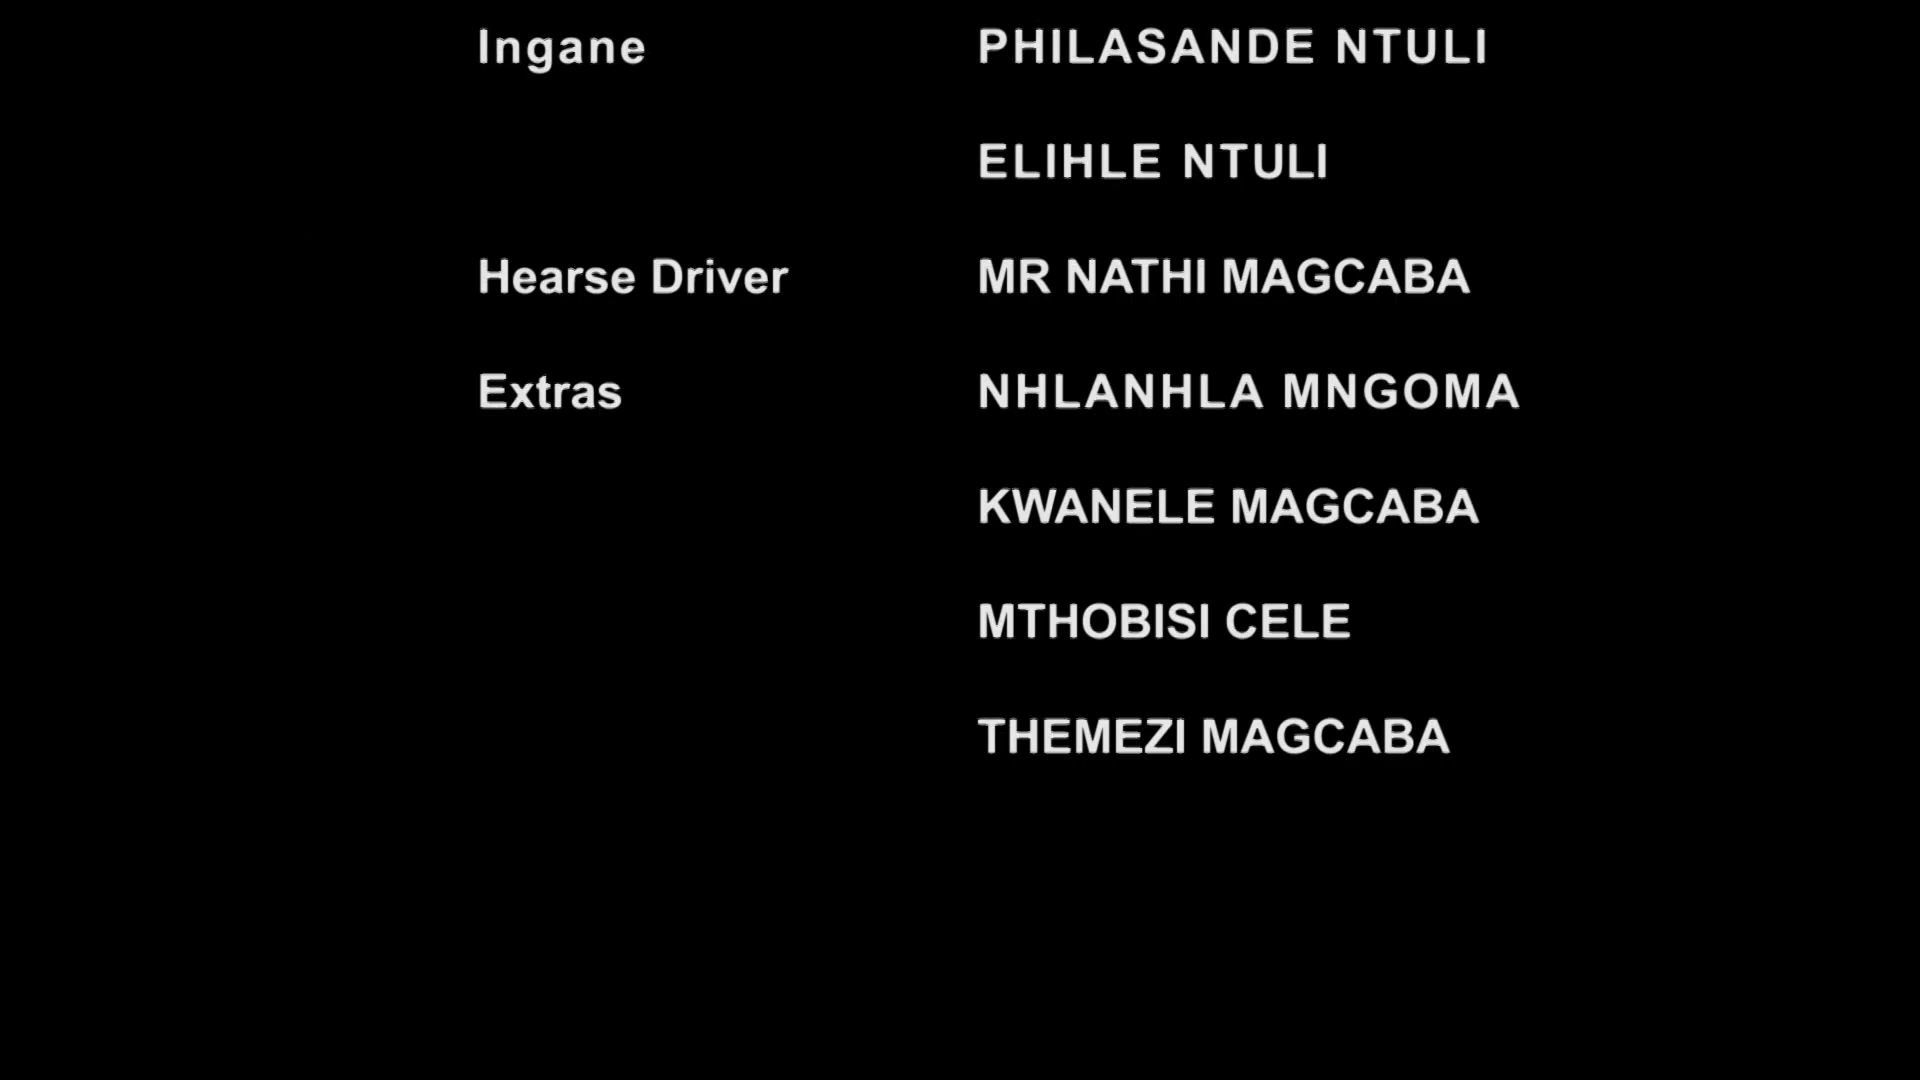 Ingane PHILASANDE NTULI
ELIHLE NTULI
Hearse Driver MR NATHI MAGCABA
Extras NHLANHLA MNGOMA
KWANELE MAGCABA
MTHOBISI CELE
THEMEZI MAGCABA